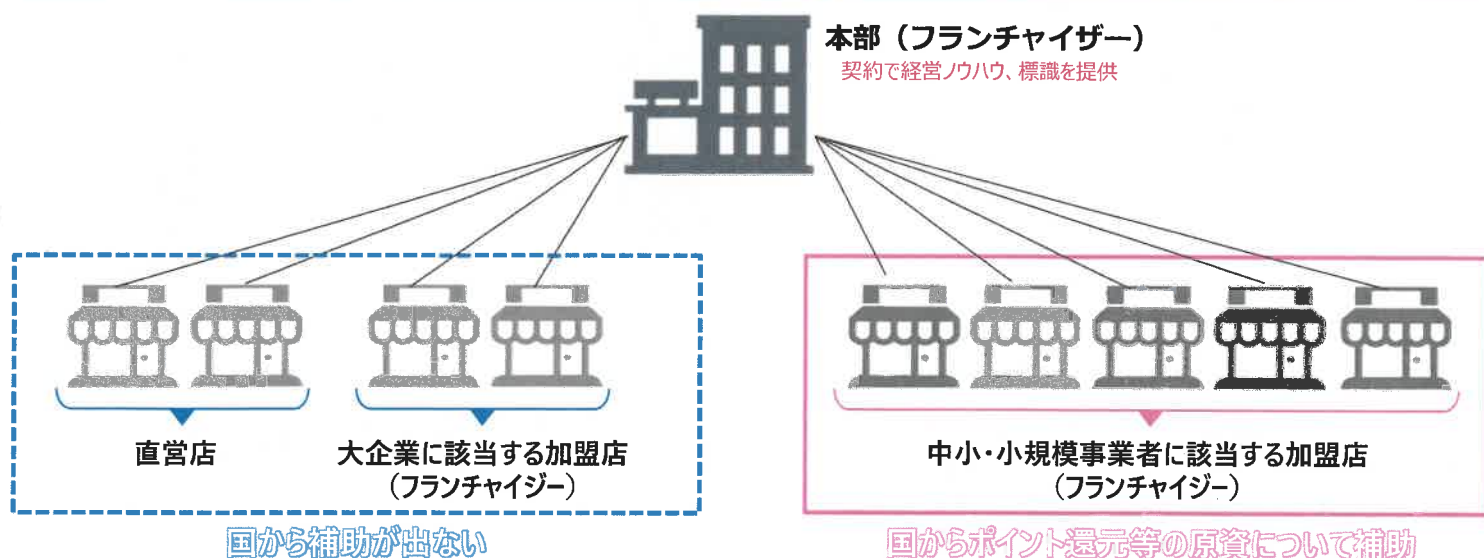 本部（フランチャイザー）
契約で経営ノウハウ、標識を提供
直営店
大企業に該当する加盟店
（フランチャイジー）
中小・小規模事業者に該当する加盟店
（フランチャイジー）
国から補助が出ない
国からポイント還元等の原資について補助